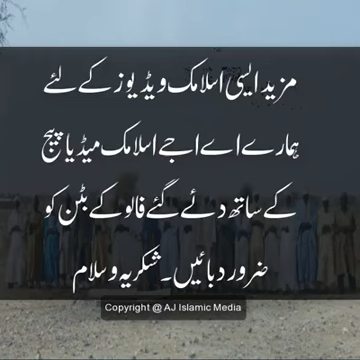 مزید ایسی اسلامک ویڈیوز کے لئے
ہمارے اے اجے اسلامک میڈیا پیج
کے ساتھ دئے گئے فالو کے بٹن کو
ضرور دبائیں۔ شکریہ و سلام
Copyright @ AJ Islamic Media